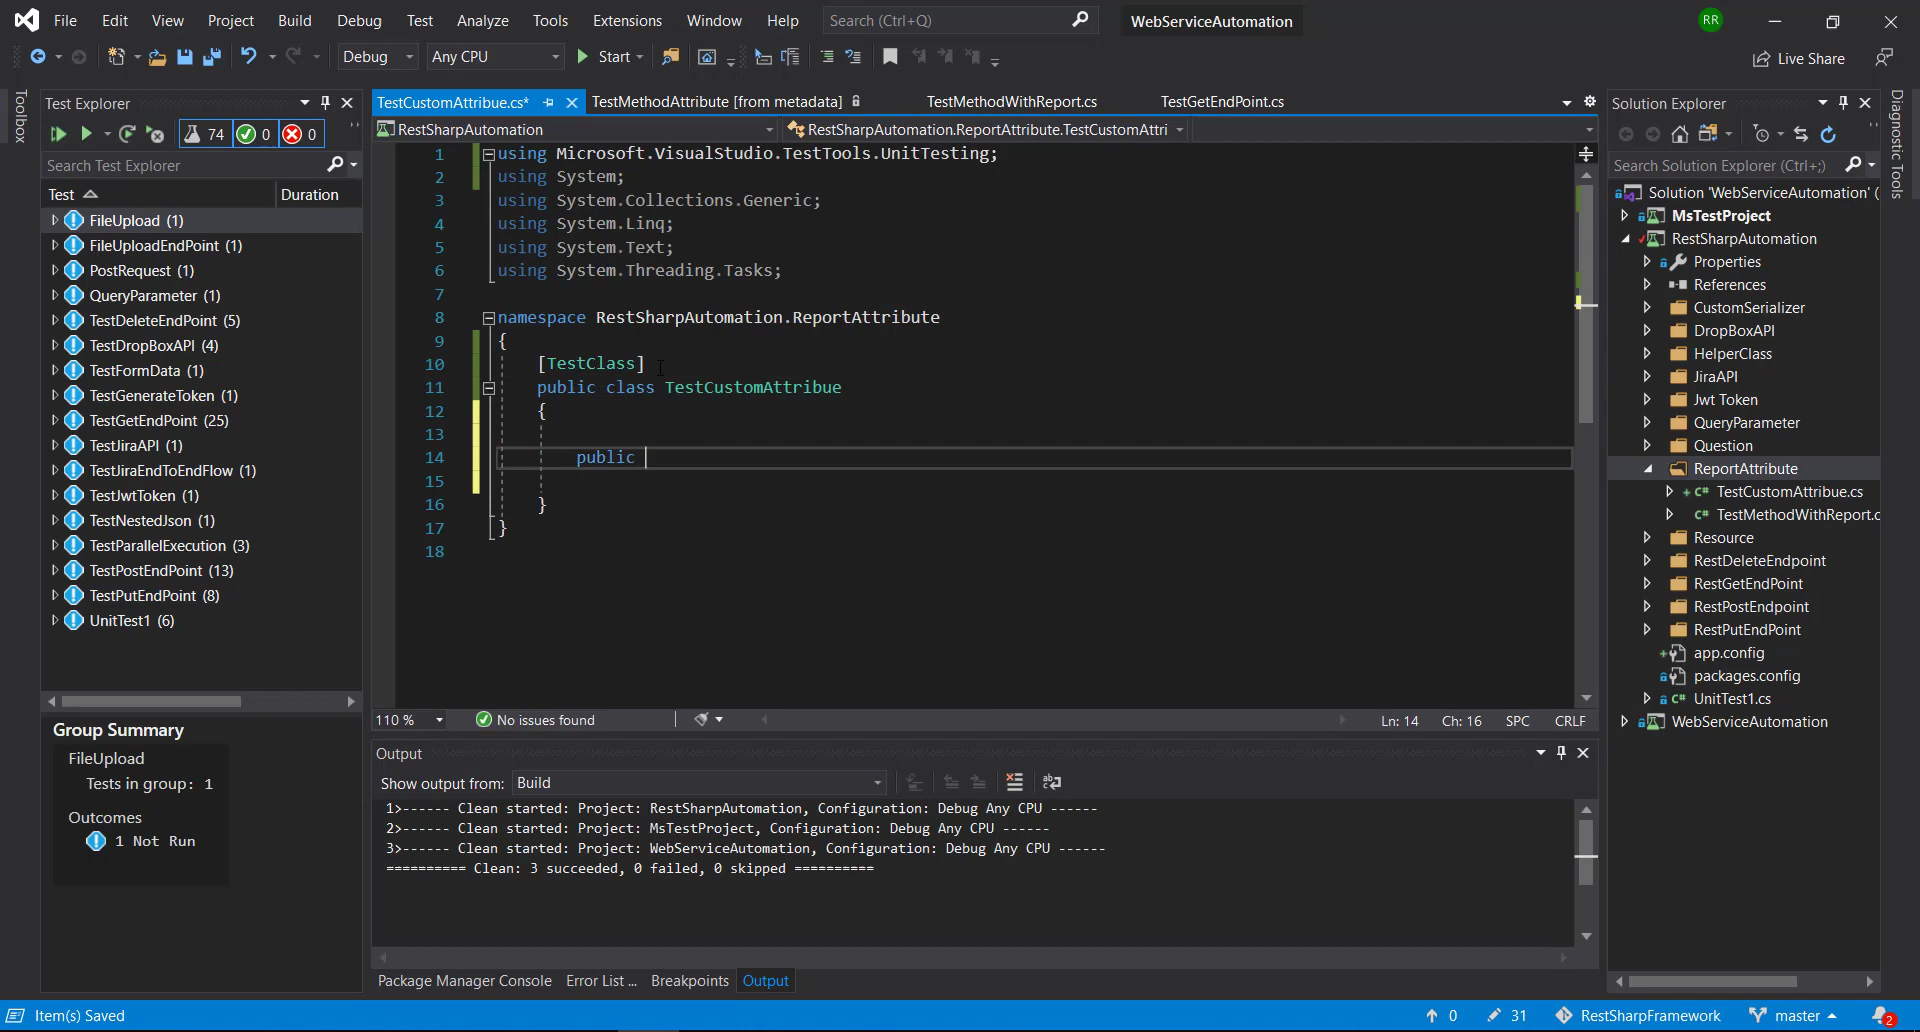 File Edit View Project Build Debug Test Analyze Tools Extensions Window Help Search (Ctrl+Q) WebServiceAutomation RR
Debug Any CPU Start Live Share
Toolbox
Test Explorer
74 0 0
Search Test Explorer
Test Duration
FileUpload (1)
FileUploadEndPoint (1)
PostRequest (1)
QueryParameter (1)
TestDeleteEndPoint (5)
TestDropBoxAPI (4)
TestFormData (1)
TestGenerateToken (1)
TestGetEndPoint (25)
TestJiraAPI (1)
TestJiraEndToEndFlow (1)
TestJwtToken (1)
TestNestedJson (1)
TestParallelExecution (3)
TestPostEndPoint (13)
TestPutEndPoint (8)
UnitTest1 (6)
Group Summary
FileUpload
Tests in group: 1
Outcomes
1 Not Run
TestCustomAttribue.cs* TestMethodAttribute [from metadata] TestMethodWithReport.cs TestGetEndPoint.cs
RestSharpAutomation RestSharpAutomation.ReportAttribute.TestCustomAttri
1 using Microsoft.VisualStudio.TestTools.UnitTesting;
2 using System;
3 using System.Collections.Generic;
4 using System.Linq;
5 using System.Text;
6 using System.Threading.Tasks;
7
8 namespace RestSharpAutomation.ReportAttribute
9 {
10 [TestClass]
11 public class TestCustomAttribue
12 {
13
14 public
15
16 }
17 }
18
110 % No issues found Ln: 14 Ch: 16 SPC CRLF
Output
Show output from: Build
1>------ Clean started: Project: RestSharpAutomation, Configuration: Debug Any CPU ------
2>------ Clean started: Project: MsTestProject, Configuration: Debug Any CPU ------
3>------ Clean started: Project: WebServiceAutomation, Configuration: Debug Any CPU ------
========== Clean: 3 succeeded, 0 failed, 0 skipped ==========
Package Manager Console Error List ... Breakpoints Output
Solution Explorer
Search Solution Explorer (Ctrl+;)
Solution 'WebServiceAutomation' (
MsTestProject
RestSharpAutomation
Properties
References
CustomSerializer
DropBoxAPI
HelperClass
JiraAPI
Jwt Token
QueryParameter
Question
ReportAttribute
TestCustomAttribue.cs
TestMethodWithReport.c
Resource
RestDeleteEndpoint
RestGetEndPoint
RestPostEndpoint
RestPutEndPoint
app.config
packages.config
UnitTest1.cs
WebServiceAutomation
Diagnostic Tools
Item(s) Saved 0 31 RestSharpFramework master 2